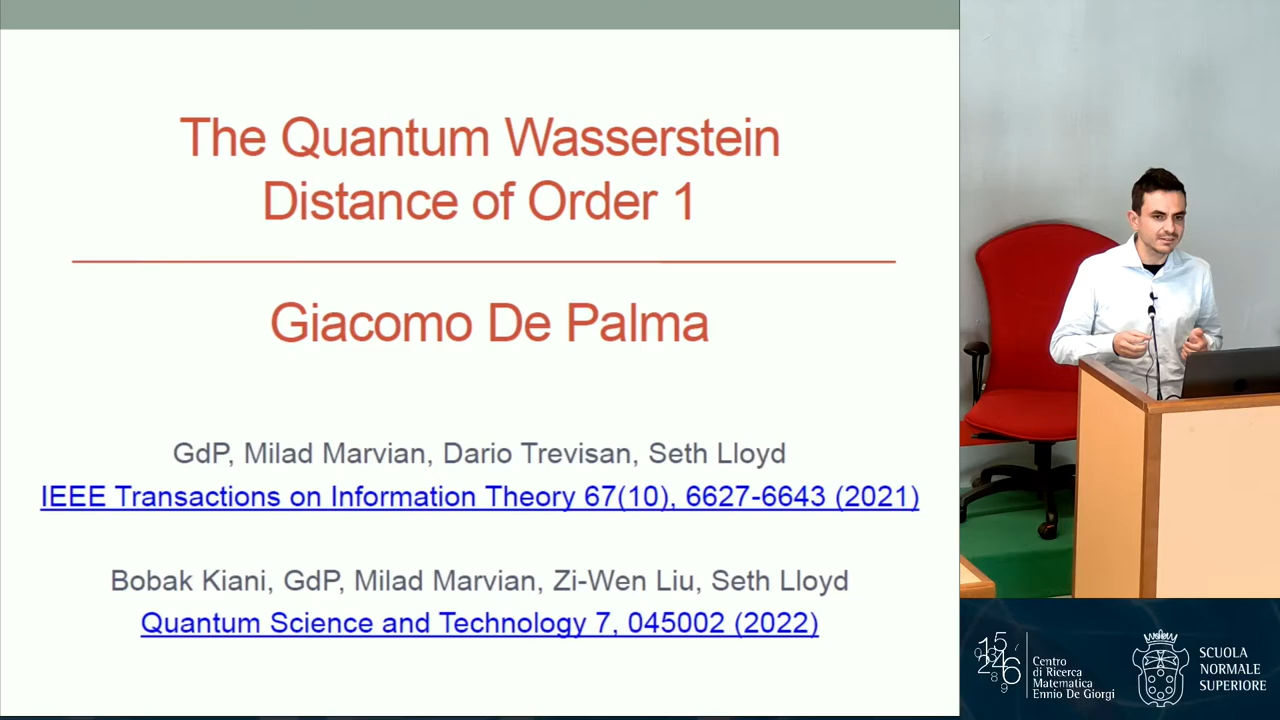 The Quantum Wasserstein
Distance of Order 1
Giacomo De Palma
GdP, Milad Marvian, Dario Trevisan, Seth Lloyd
IEEE Transactions on Information Theory 67(10), 6627-6643 (2021)
Bobak Kiani, GdP, Milad Marvian, Zi-Wen Liu, Seth Lloyd
Quantum Science and Technology 7, 045002 (2022)
Centro
di Ricerca
Matematica
Ennio De Giorgi
SCUOLA
NORMALE
SUPERIORE